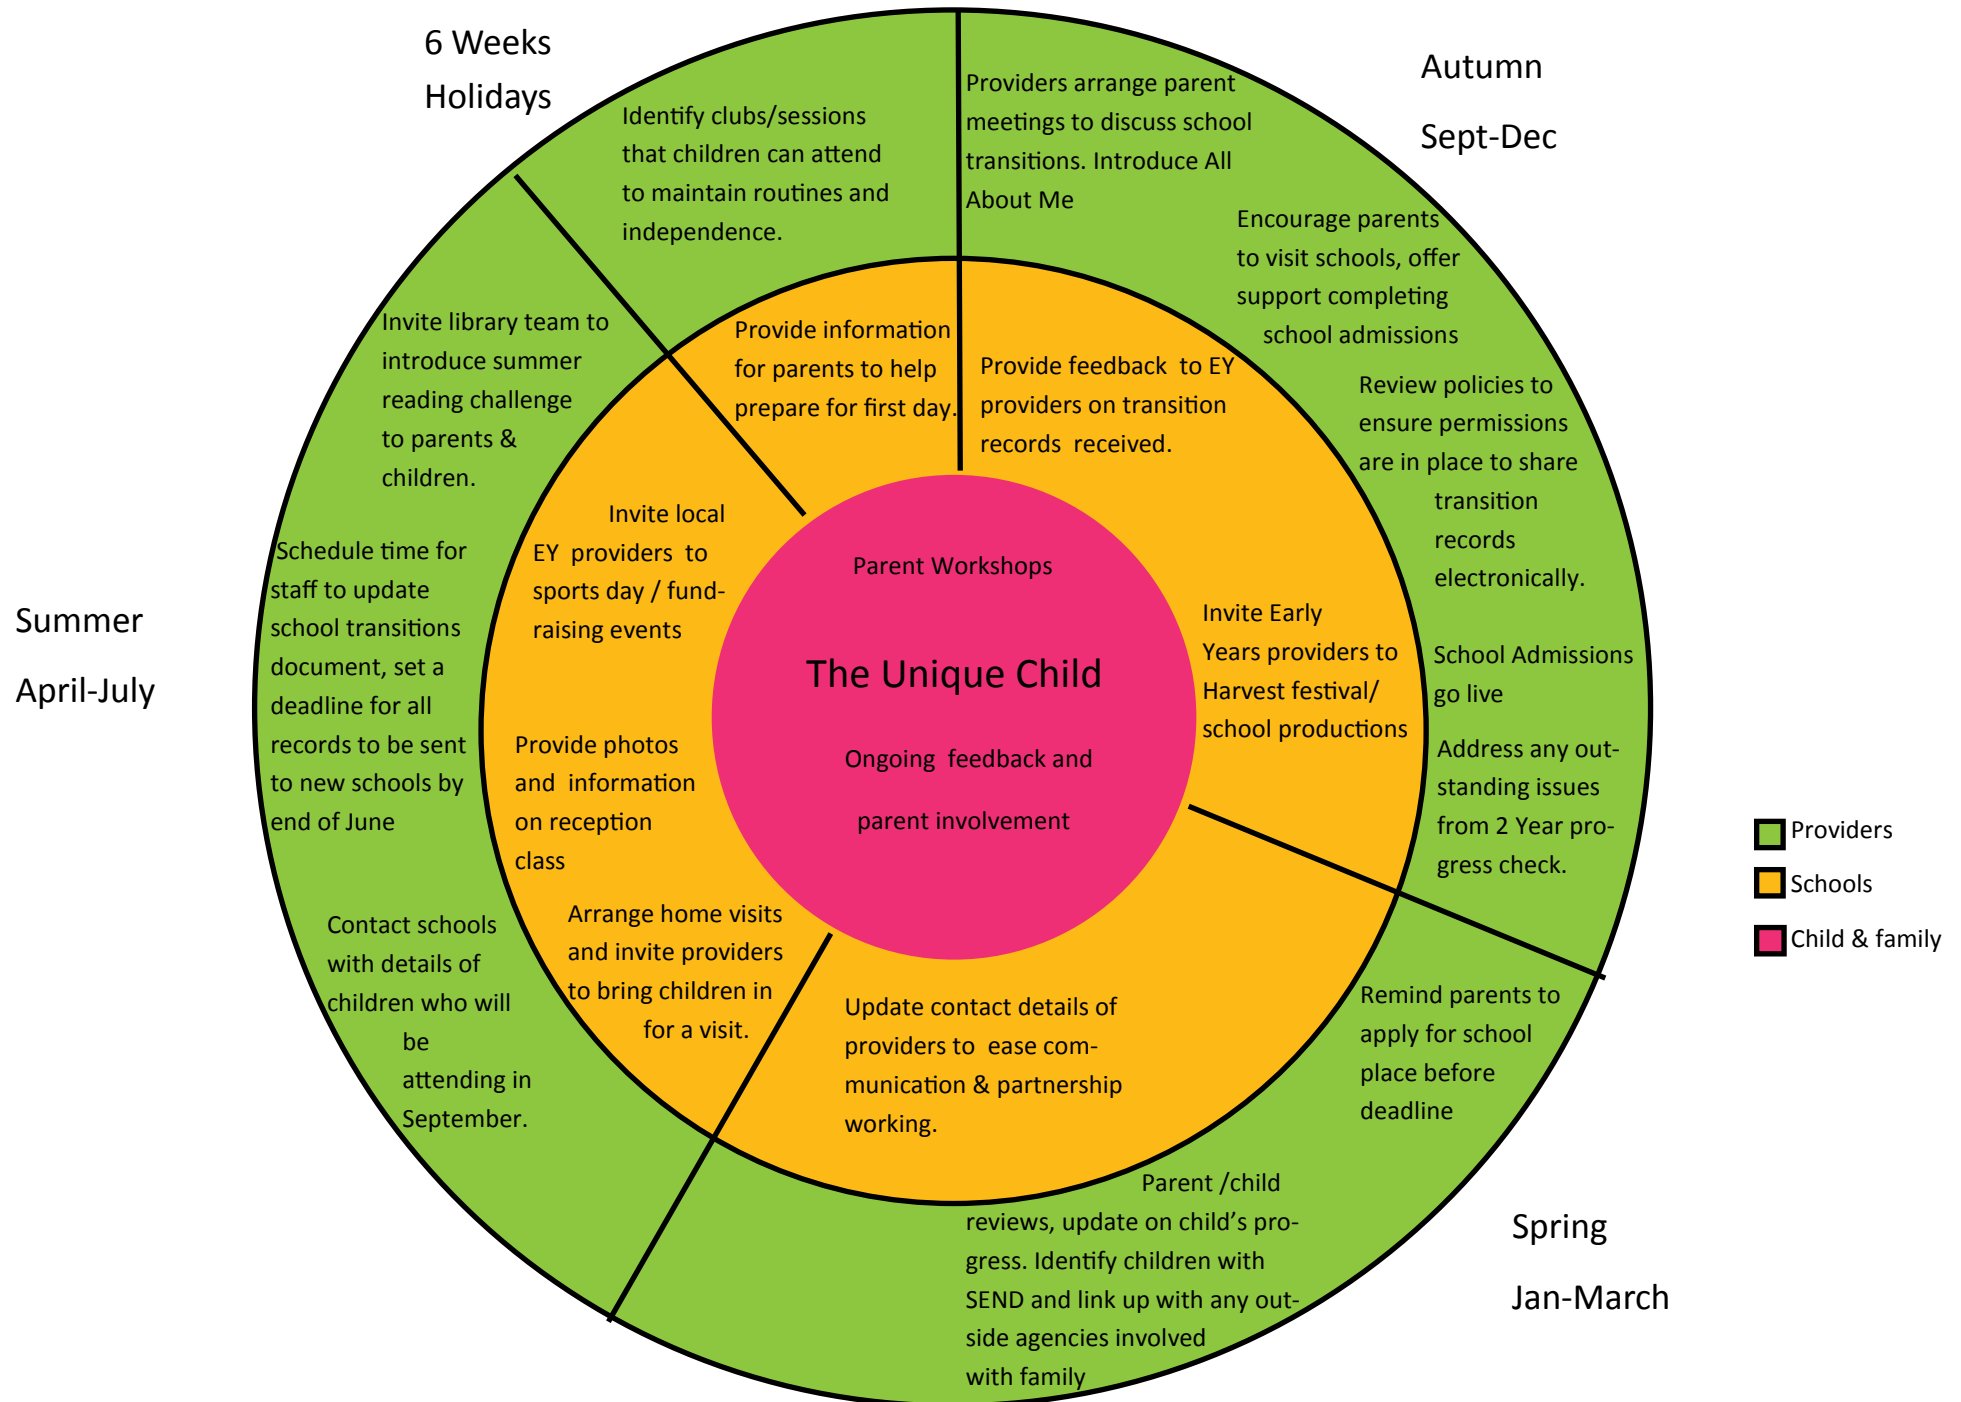 6 Weeks
Holidays
Autumn
Sept-Dec
Identify clubs/sessions
that children can attend
to maintain routines and
independence.
Providers arrange parent
meetings to discuss school
transitions. Introduce All
About Me
Encourage parents
to visit schools, offer
support completing
school admissions
Review policies to
ensure permissions
are in place to share
transition
records
electronically.
School Admissions
go live
Address any out-
standing issues
from 2 Year pro-
gress check.
Provide information
for parents to help
prepare for first day.
Provide feedback to EY
providers on transition
records received.
Invite Early
Years providers to
Harvest festival/
school productions
Invite library team to
introduce summer
reading challenge
to parents &
children.
Schedule time for
staff to update
school transitions
document, set a
deadline for all
records to be sent
to new schools by
end of June
Contact schools
with details of
children who will
be
attending in
September.
Summer
April-July
Invite local
EY providers to
sports day / fund-
raising events
Provide photos
and information
on reception
class
Arrange home visits
and invite providers
to bring children in
for a visit.
Parent Workshops
The Unique Child
Ongoing feedback and
parent involvement
Update contact details of
providers to ease com-
munication & partnership
working.
Remind parents to
apply for school
place before
deadline
Parent /child
reviews, update on child’s pro-
gress. Identify children with
SEND and link up with any out-
side agencies involved
with family
Spring
Jan-March
Providers
Schools
Child & family